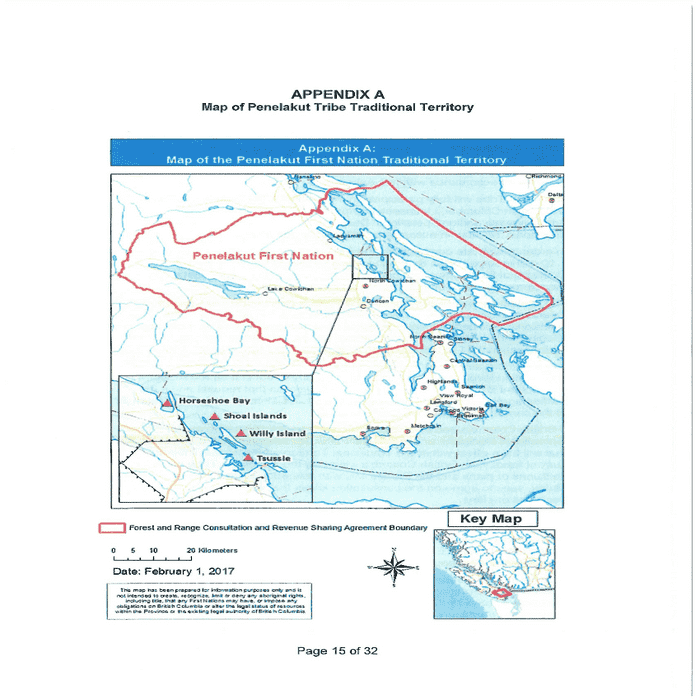 APPENDIX A
Map of Penelakut Tribe Traditional Territory
Appendix A:
Map of the Penelakut First Nation Traditional Territory
Nanaimo
Richmond
Delta
Ladysmith
Penelakut First Nation
North Cowichan
Lake Cowichan
Duncan
North Saanich
Sidney
Central Saanich
Highlands
Saanich
View Royal
Langford
Victoria
Oak Bay
Colwood
Esquimalt
Metchosin
Sooke
Horseshoe Bay
Shoal Islands
Willy Island
Tsussie
Key Map
Forest and Range Consultation and Revenue Sharing Agreement Boundary
0 5 10 20 Kilometers
Date: February 1, 2017
N
This map has been prepared for information purposes only and is
not intended to create, recognize, limit or deny any aboriginal rights,
including title, that any First Nations may have, or impose any
obligations on British Columbia or alter the legal status of resources
within the Province or the existing legal authority of British Columbia
Page 15 of 32